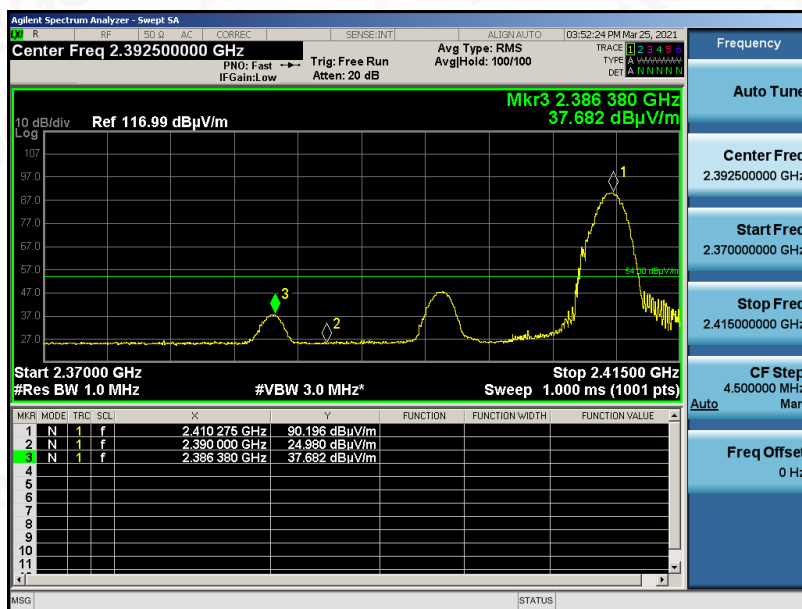 Agilent Spectrum Analyzer - Swept SA
LXI R RF 50 Ω AC CORREC SENSE:INT ALIGN AUTO 03:52:24 PM Mar 25, 2021
Center Freq 2.392500000 GHz
PNO: Fast
IFGain:Low
Trig: Free Run
Atten: 20 dB
Avg Type: RMS
Avg|Hold: 100/100
TRACE 1 2 3 4 5 6
TYPE A WWWWW
DET A N N N N N
Mkr3 2.386 380 GHz
37.682 dBµV/m
10 dB/div Ref 116.99 dBµV/m
Log
107
97.0
87.0
77.0
67.0
57.0
47.0
37.0
27.0
1
2
3
54.00 dBµV/m
Start 2.37000 GHz Stop 2.41500 GHz
#Res BW 1.0 MHz #VBW 3.0 MHz* Sweep 1.000 ms (1001 pts)
MKR MODE TRC SCL X Y FUNCTION FUNCTION WIDTH FUNCTION VALUE
1 N 1 f 2.410 275 GHz 90.196 dBµV/m
2 N 1 f 2.390 000 GHz 24.980 dBµV/m
3 N 1 f 2.386 380 GHz 37.682 dBµV/m
4
5
6
7
8
9
10
11
MSG STATUS
Frequency
Auto Tune
Center Freq
2.392500000 GHz
Start Freq
2.370000000 GHz
Stop Freq
2.415000000 GHz
CF Step
4.500000 MHz
Auto Man
Freq Offset
0 Hz